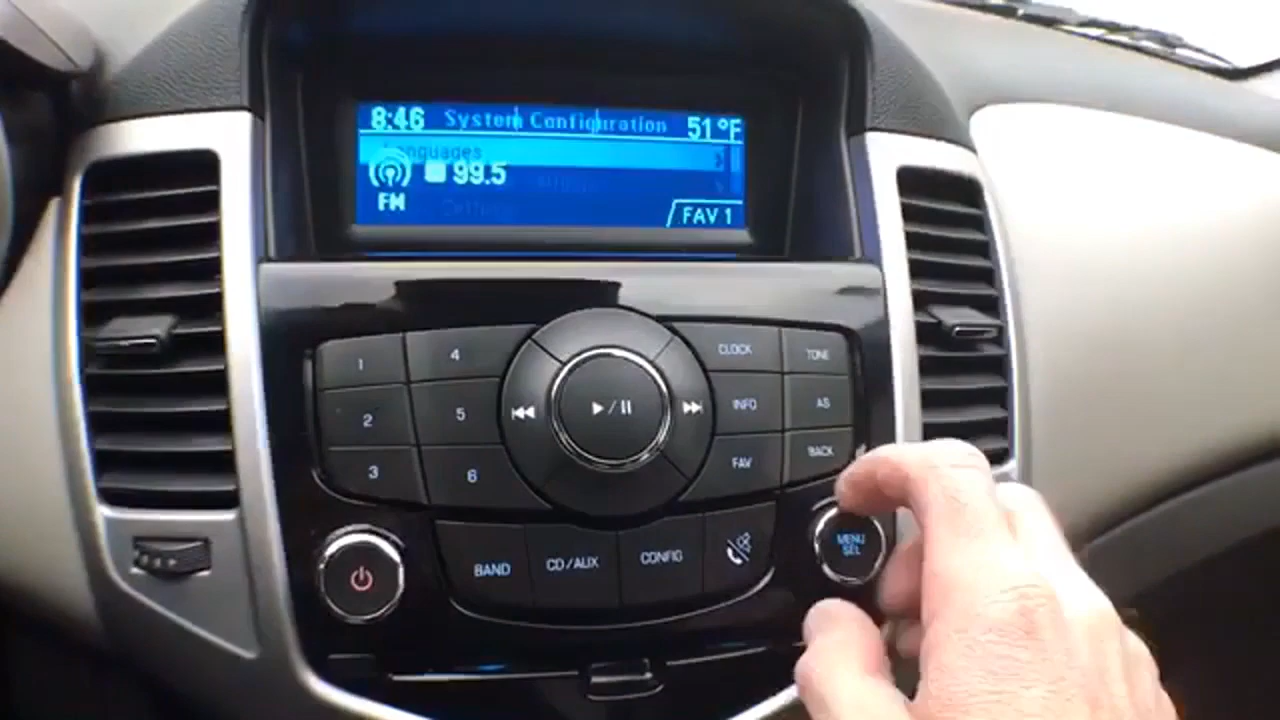 8:46 System Configuration 51°F
Languages
99.5
FM
FAV 1
1 4 CLOCK TONE
2 5 INFO AS
3 6 FAV BACK
BAND CD/AUX CONFIG
MENU
SEL